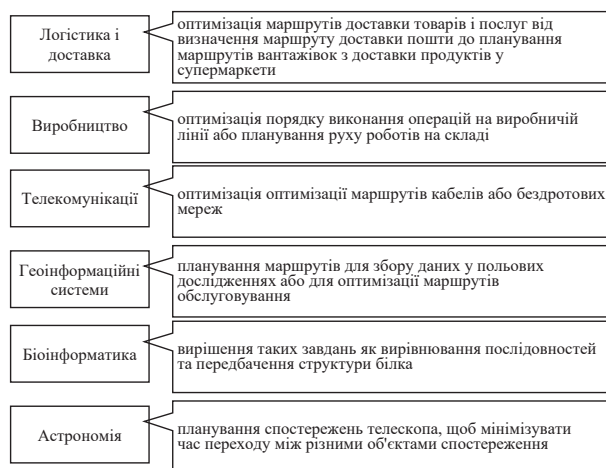 Логістика і
доставка
оптимізація маршрутів доставки товарів і послуг від
визначення маршруту доставки пошти до планування
маршрутів вантажівок з доставки продуктів у
супермаркети
Виробництво
оптимізація порядку виконання операцій на виробничій
лінії або планування руху роботів на складі
Телекомунікації
оптимізація оптимізації маршрутів кабелів або бездротових
мереж
Геоінформаційні
системи
планування маршрутів для збору даних у польових
дослідженнях або для оптимізації маршрутів
обслуговування
Біоінформатика
вирішення таких завдань як вирівнювання послідовностей
та передбачення структури білка
Астрономія
планування спостережень телескопа, щоб мінімізувати
час переходу між різними об'єктами спостереження